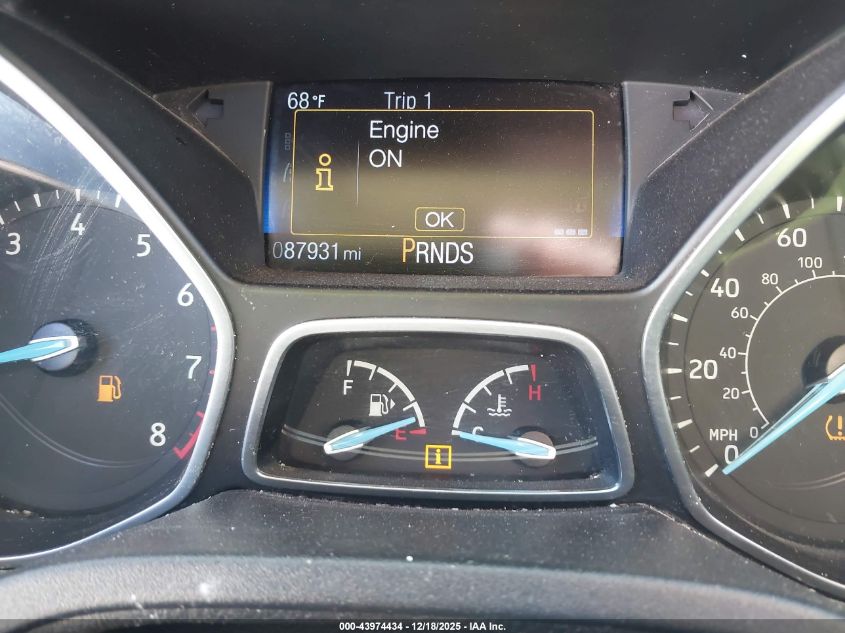 68°F Trip 1
Engine
ON
i
OK
087931 mi PRNDS
3 4 5 6 7 8
F E
C H
i
0 20 40 60
0 20 40 60 80 100
MPH
000-43974434 - 12/18/2025 - IAA Inc.